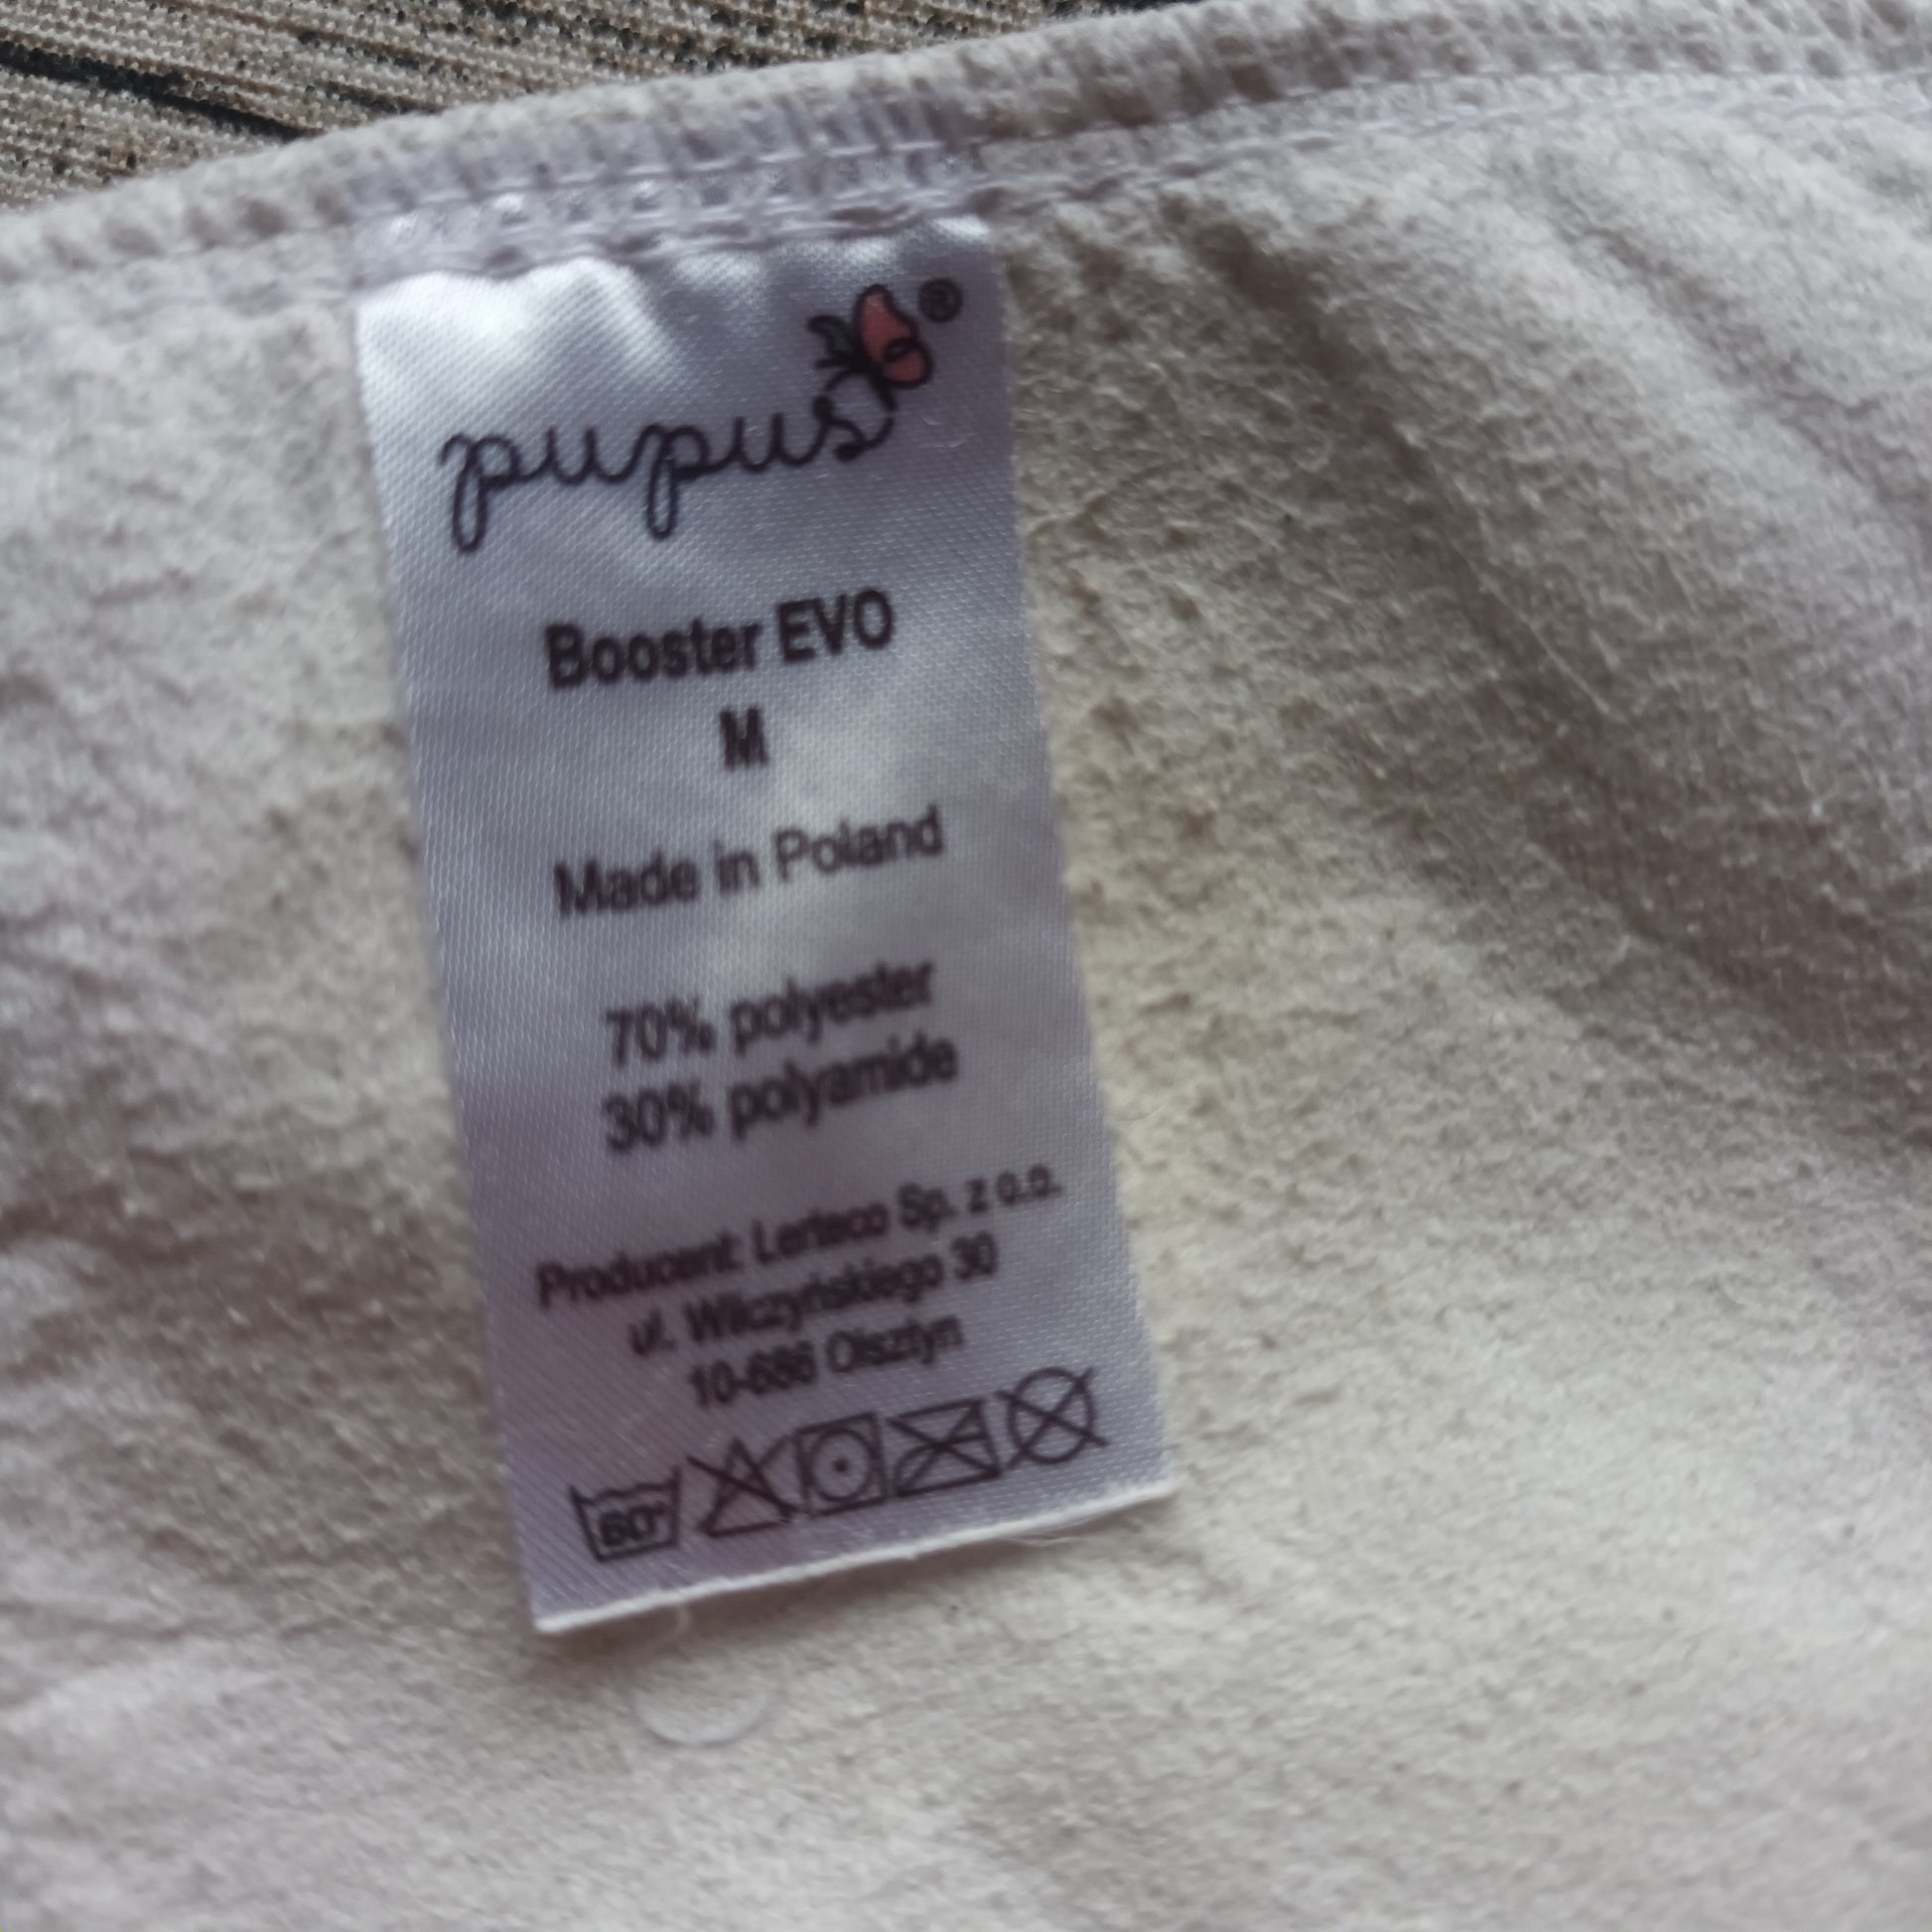 pupus®
Booster EVO
M
Made in Poland
70% polyester
30% polyamide
Producent: Lerteco Sp. z o.o.
ul. Wilczyńskiego 30
10-686 Olsztyn
60°